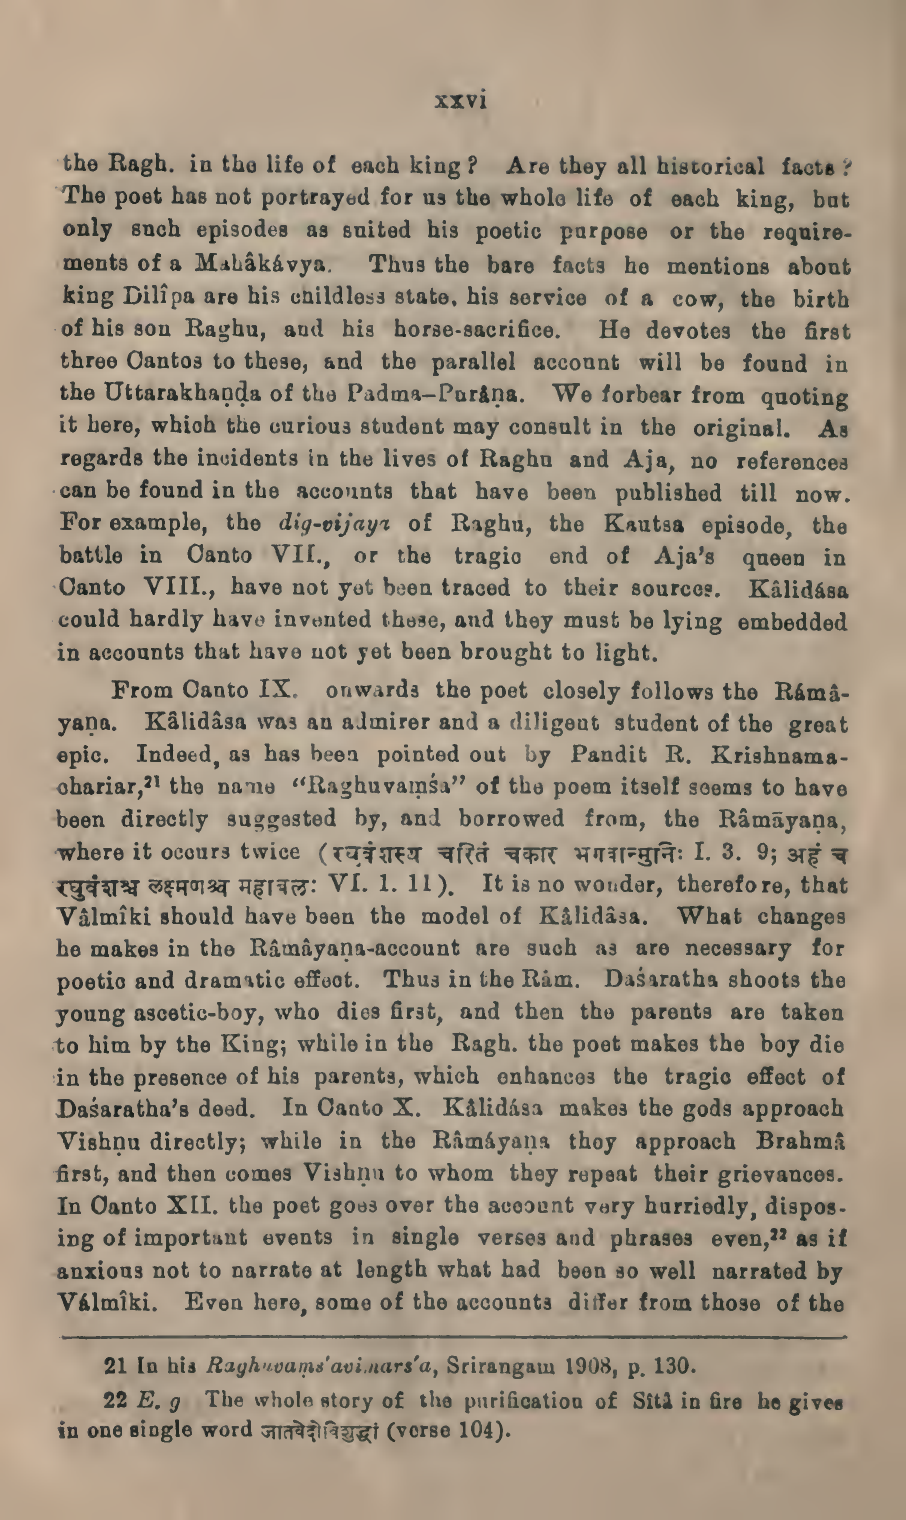 xxvi
the Ragh. in the life of each king? Are they all historical facts?
The poet has not portrayed for us the whole life of each king, but
only such episodes as suited his poetic purpose or the require-
ments of a Mahâkávya. Thus the bare facts he mentions about
king Dilîpa are his childless state, his service of a cow, the birth
of his son Raghu, and his horse-sacrifice. He devotes the first
three Cantos to these, and the parallel account will be found in
the Uttarakhaṇḍa of the Padma-Purâṇa. We forbear from quoting
it here, which the curious student may consult in the original. As
regards the incidents in the lives of Raghu and Aja, no references
can be found in the accounts that have been published till now.
For example, the dig-vijaya of Raghu, the Kautsa episode, the
battle in Canto VII., or the tragic end of Aja's queen in
Canto VIII., have not yet been traced to their sources. Kâlidása
could hardly have invented these, and they must be lying embedded
in accounts that have not yet been brought to light.
From Canto IX. onwards the poet closely follows the Rámâ-
yaṇa. Kâlidâsa was an admirer and a diligent student of the great
epic. Indeed, as has been pointed out by Pandit R. Krishnama-
chariar,²¹ the name “Raghuvaṃśa” of the poem itself seems to have
been directly suggested by, and borrowed from, the Râmāyaṇa,
where it occurs twice (रघुवंशस्य चरितं चकार भगवान्मुनिः I. 3. 9; अहं च
रघुवंशश्च लक्ष्मणश्च महाबलः VI. 1. 11). It is no wonder, therefore, that
Vâlmîki should have been the model of Kâlidâsa. What changes
he makes in the Râmâyaṇa-account are such as are necessary for
poetic and dramatic effect. Thus in the Râm. Daśaratha shoots the
young ascetic-boy, who dies first, and then the parents are taken
to him by the King; while in the Ragh. the poet makes the boy die
in the presence of his parents, which enhances the tragic effect of
Daśaratha's deed. In Canto X. Kâlidása makes the gods approach
Vishṇu directly; while in the Râmáyaṇa they approach Brahmâ
first, and then comes Vishṇu to whom they repeat their grievances.
In Canto XII. the poet goes over the account very hurriedly, dispos-
ing of important events in single verses and phrases even,²² as if
anxious not to narrate at length what had been so well narrated by
Válmîki. Even here, some of the accounts differ from those of the
21 In his Raghuvaṃs'avimars'a, Srirangam 1908, p. 130.
22 E. g The whole story of the purification of Sîtâ in fire he gives
in one single word जातवेदोविशुद्धां (verse 104).